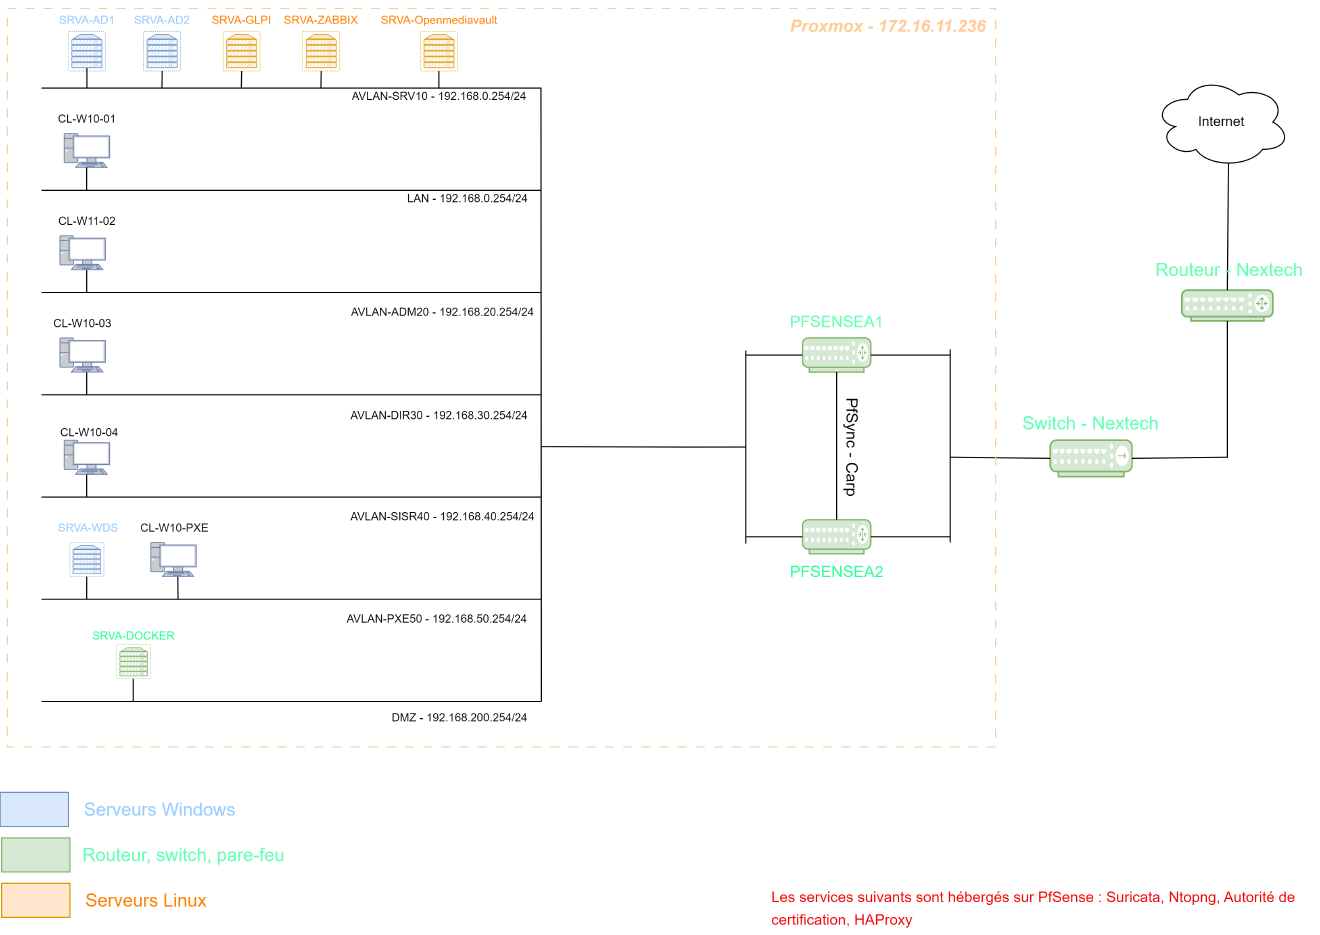 SRVA-AD1
SRVA-AD2
SRVA-GLPI
SRVA-ZABBIX
SRVA-Openmediavault
Proxmox - 172.16.11.236
AVLAN-SRV10 - 192.168.0.254/24
CL-W10-01
Internet
LAN - 192.168.0.254/24
CL-W11-02
Routeur - Nextech
AVLAN-ADM20 - 192.168.20.254/24
CL-W10-03
PFSENSEA1
AVLAN-DIR30 - 192.168.30.254/24
CL-W10-04
PfSync - Carp
Switch - Nextech
AVLAN-SISR40 - 192.168.40.254/24
SRVA-WDS
CL-W10-PXE
PFSENSEA2
AVLAN-PXE50 - 192.168.50.254/24
SRVA-DOCKER
DMZ - 192.168.200.254/24
Serveurs Windows
Routeur, switch, pare-feu
Serveurs Linux
Les services suivants sont hébergés sur PfSense : Suricata, Ntopng, Autorité de
certification, HAProxy